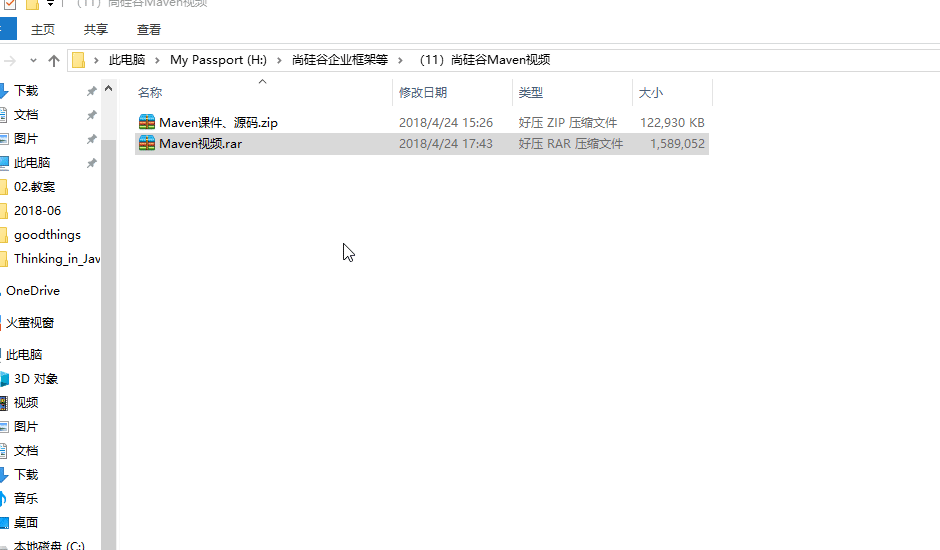 （11）尚硅谷Maven视频
主页 共享 查看
此电脑 › My Passport (H:) › 尚硅谷企业框架等 › （11）尚硅谷Maven视频
名称 修改日期 类型 大小
Maven课件、源码.zip 2018/4/24 15:26 好压 ZIP 压缩文件 122,930 KB
Maven视频.rar 2018/4/24 17:43 好压 RAR 压缩文件 1,589,052
下载
文档
图片
此电脑
02.教案
2018-06
goodthings
Thinking_in_Jav
OneDrive
火萤视窗
此电脑
3D 对象
视频
图片
文档
下载
音乐
桌面
本地磁盘 (C:)